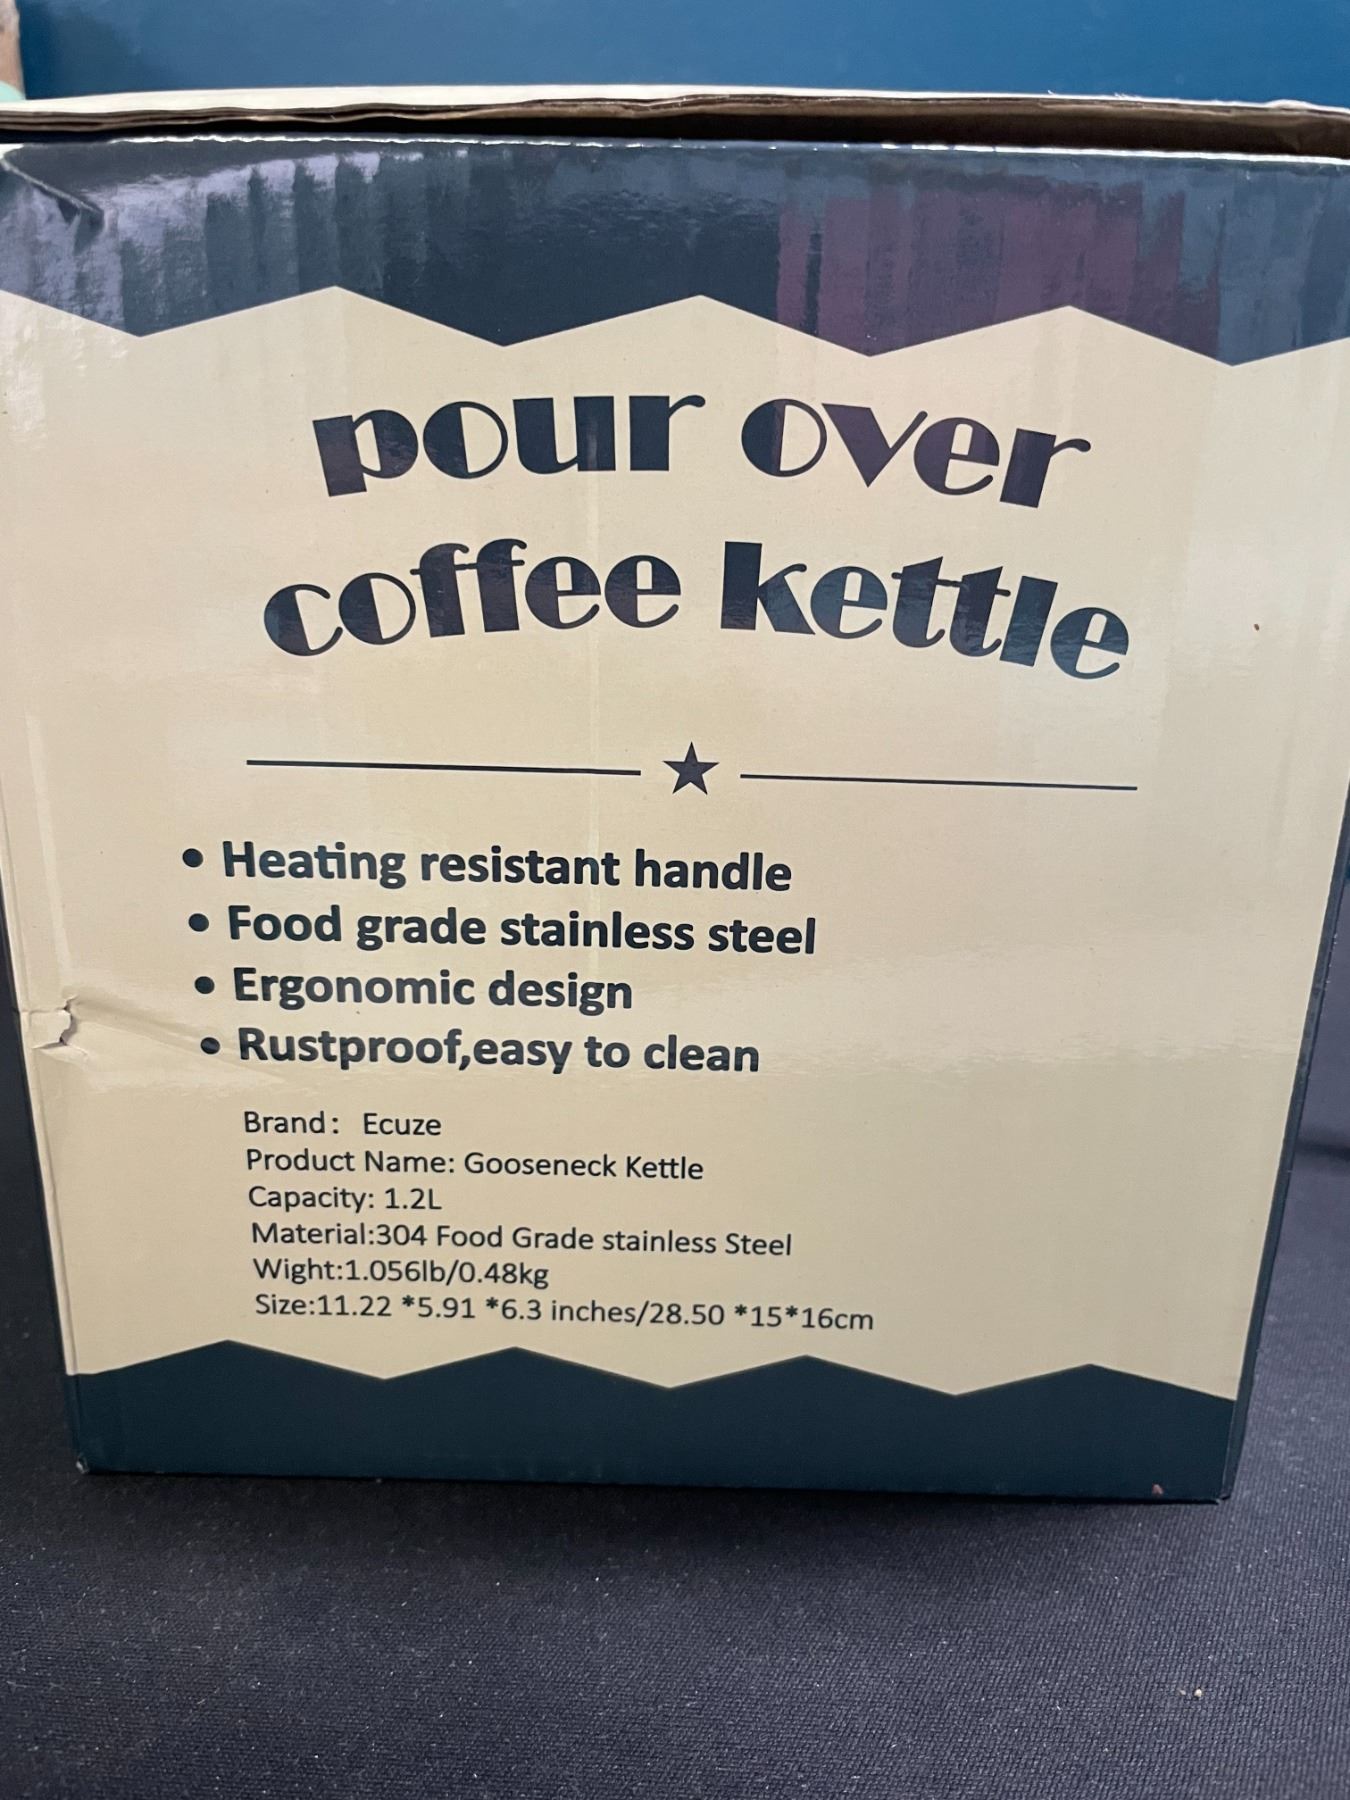 pour over
coffee kettle
• Heating resistant handle
• Food grade stainless steel
• Ergonomic design
• Rustproof,easy to clean
Brand: Ecuze
Product Name: Gooseneck Kettle
Capacity: 1.2L
Material:304 Food Grade stainless Steel
Wight:1.056lb/0.48kg
Size:11.22 *5.91 *6.3 inches/28.50 *15*16cm